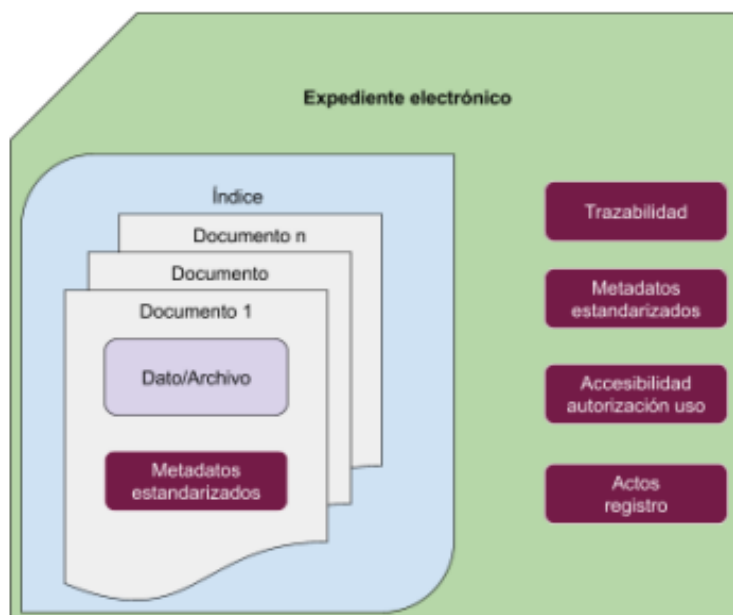 Expediente electrónico
Índice
Documento n
Documento
Documento 1
Dato/Archivo
Metadatos
estandarizados
Trazabilidad
Metadatos
estandarizados
Accesibilidad
autorización uso
Actos
registro